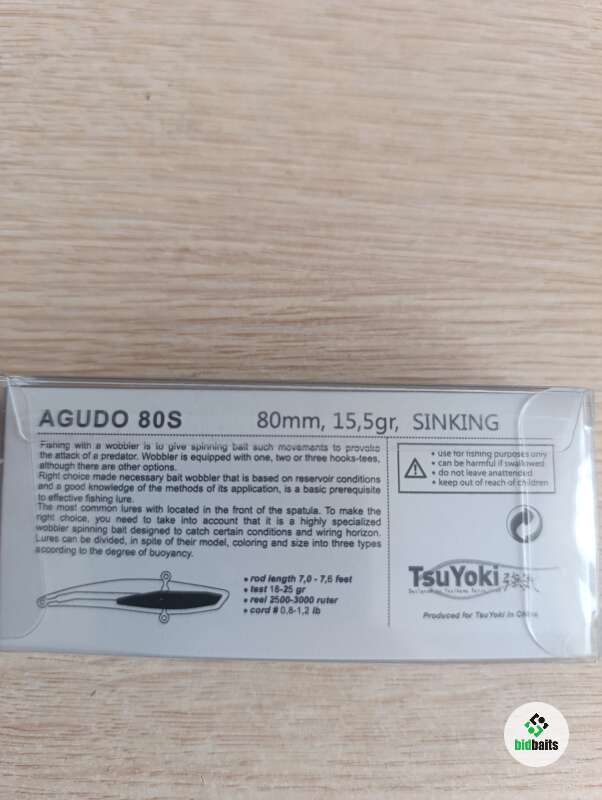 AGUDO 80S 80mm, 15,5gr, SINKING
Fishing with a wobbler is to give spinning bait such movements to provoke
the attack of a predator. Wobbler is equipped with one, two or three hooks-tees,
although there are other options.
Right choice made necessary bait wobbler that is based on reservoir conditions
and a good knowledge of the methods of its application, is a basic prerequisite
to effective fishing lure.
The most common lures with located in the front of the spatula. To make the
right choice, you need to take into account that it is a highly specialized
wobbler spinning bait designed to catch certain conditions and wiring horizon.
Lures can be divided, in spite of their model, coloring and size into three types
according to the degree of buoyancy.
• use for fishing purposes only
• can be harmful if swallowed
• do not leave anattended
• keep out of reach of children
• rod length 7,0 - 7,6 feet
• test 16-25 gr
• reel 2500-3000 ruter
• cord # 0,8-1,2 lb
TsuYoki
Produced for TsuYoki in China
bidbaits